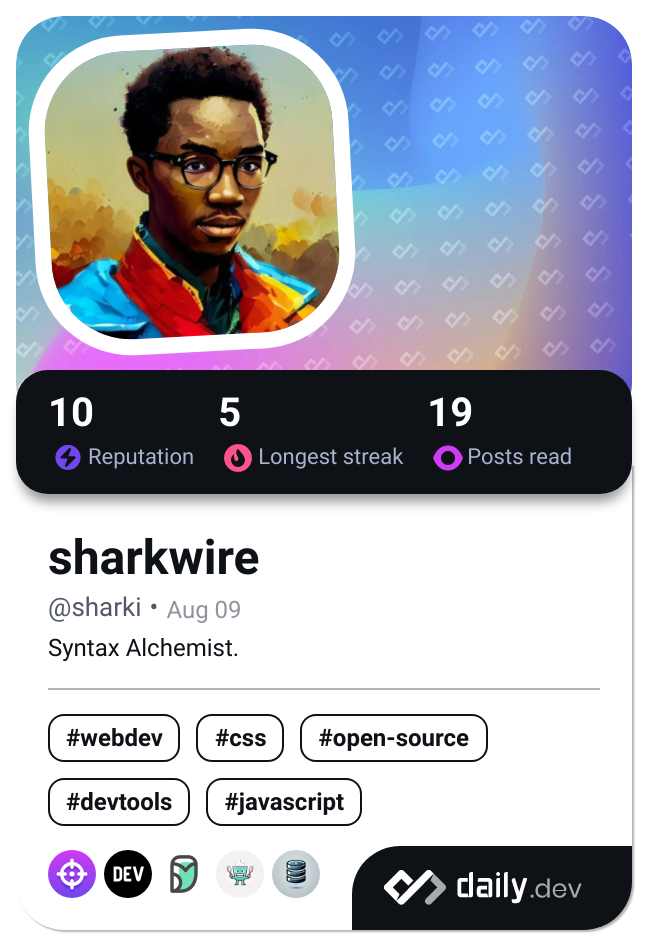 10 5 19
Reputation Longest streak Posts read
sharkwire
@sharki • Aug 09
Syntax Alchemist.
#webdev #css #open-source
#devtools #javascript
DEV
daily.dev